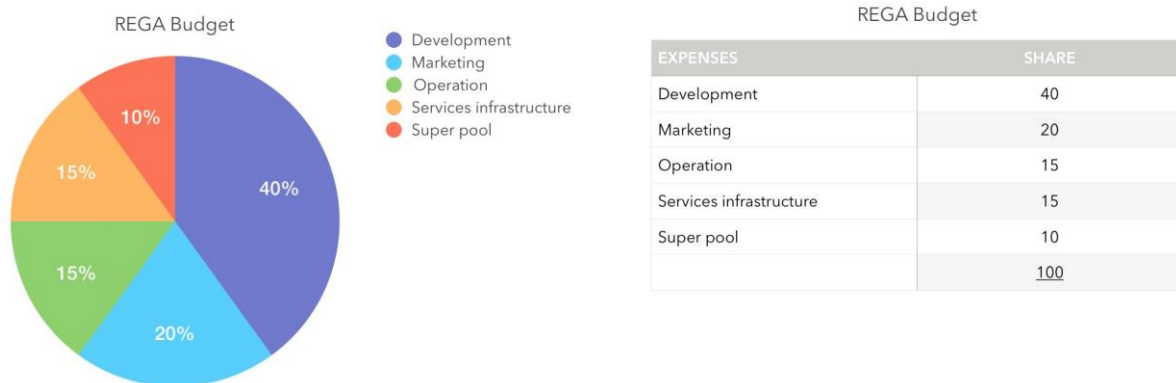 REGA Budget
Development
Marketing
Operation
Services infrastructure
Super pool
10%
15%
40%
15%
20%
REGA Budget
EXPENSES SHARE
Development 40
Marketing 20
Operation 15
Services infrastructure 15
Super pool 10
100